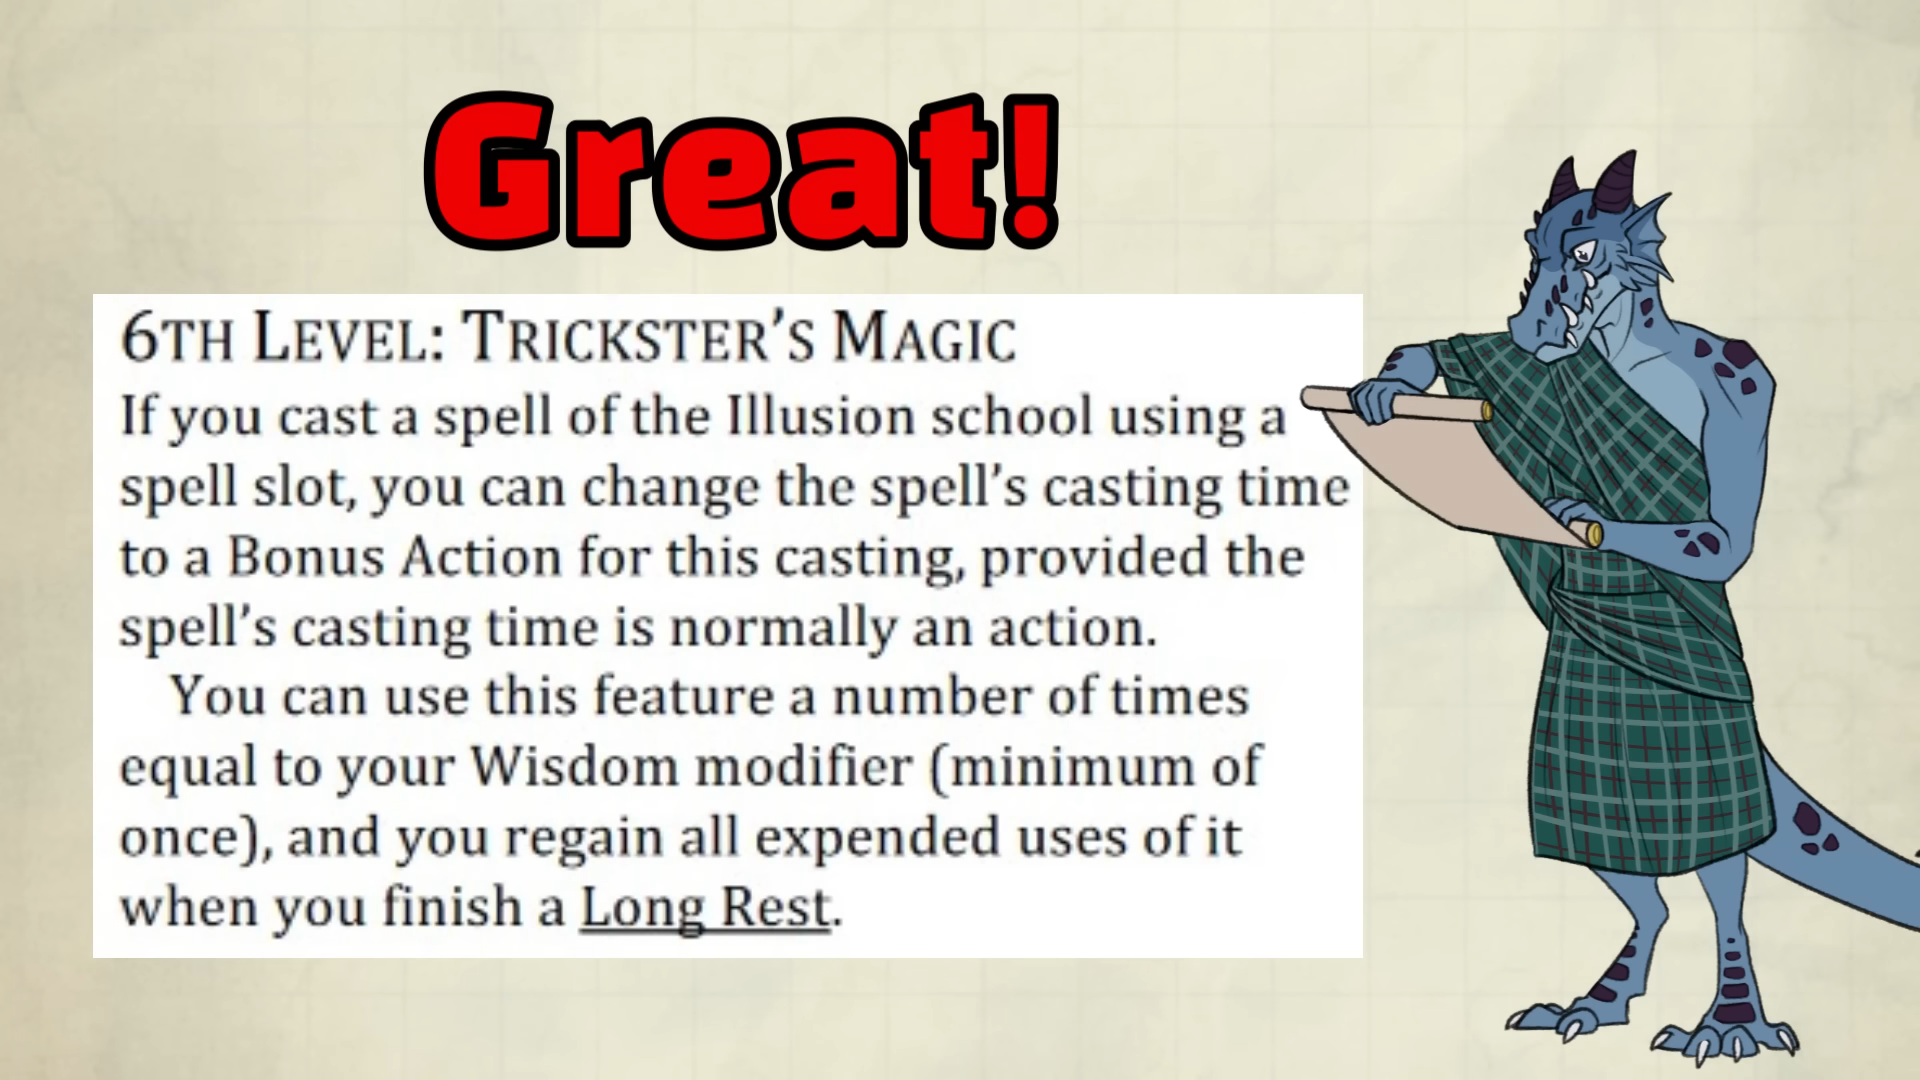 Great!
6TH LEVEL: TRICKSTER'S MAGIC
If you cast a spell of the Illusion school using a
spell slot, you can change the spell's casting time
to a Bonus Action for this casting, provided the
spell's casting time is normally an action.
You can use this feature a number of times
equal to your Wisdom modifier (minimum of
once), and you regain all expended uses of it
when you finish a Long Rest.